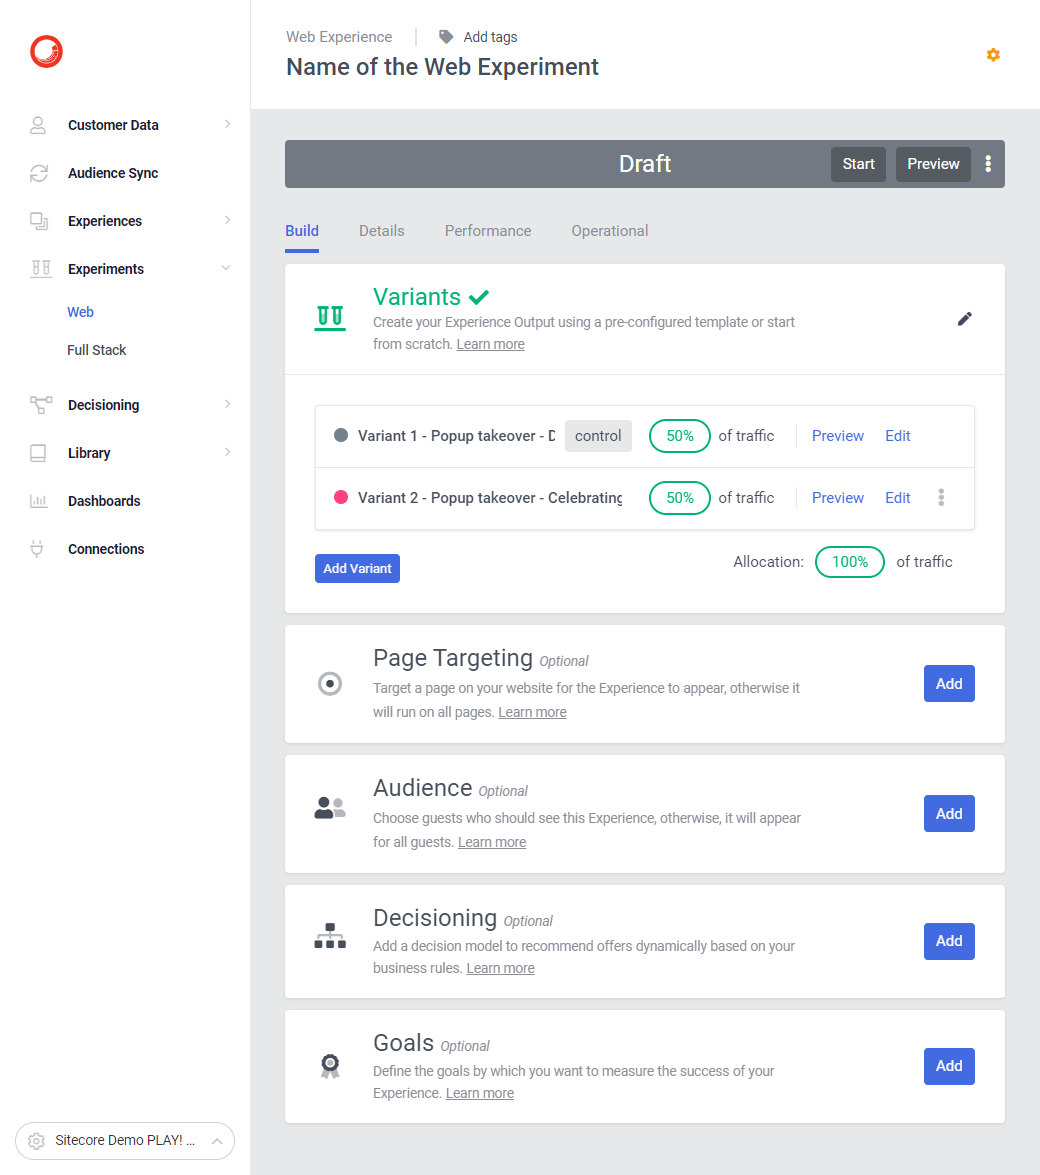 Customer Data
Audience Sync
Experiences
Experiments
Web
Full Stack
Decisioning
Library
Dashboards
Connections
Sitecore Demo PLAY! ...
Web Experience
Add tags
Name of the Web Experiment
Draft
Start
Preview
Build
Details
Performance
Operational
Variants
Create your Experience Output using a pre-configured template or start
from scratch. Learn more
Variant 1 - Popup takeover - D control 50% of traffic Preview Edit
Variant 2 - Popup takeover - Celebrating 50% of traffic Preview Edit
Add Variant
Allocation: 100% of traffic
Page Targeting Optional
Target a page on your website for the Experience to appear, otherwise it
will run on all pages. Learn more
Add
Audience Optional
Choose guests who should see this Experience, otherwise, it will appear
for all guests. Learn more
Add
Decisioning Optional
Add a decision model to recommend offers dynamically based on your
business rules. Learn more
Add
Goals Optional
Define the goals by which you want to measure the success of your
Experience. Learn more
Add